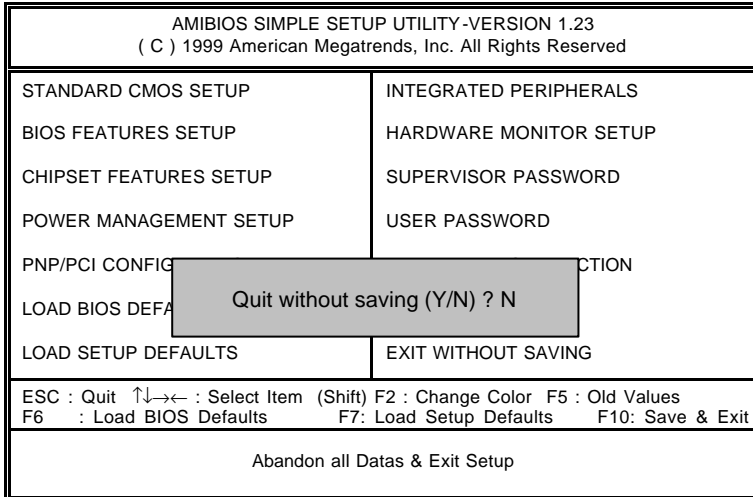 AMIBIOS SIMPLE SETUP UTILITY-VERSION 1.23
( C ) 1999 American Megatrends, Inc. All Rights Reserved
STANDARD CMOS SETUP
BIOS FEATURES SETUP
CHIPSET FEATURES SETUP
POWER MANAGEMENT SETUP
PNP/PCI
LOAD BIOS
LOAD SETUP DEFAULTS
INTEGRATED PERIPHERALS
HARDWARE MONITOR SETUP
SUPERVISOR PASSWORD
USER PASSWORD
EXIT WITHOUT SAVING
Quit without saving (Y/N) ? N
ESC : Quit ↑↓→← : Select Item (Shift) F2 : Change Color F5 : Old Values
F6 : Load BIOS Defaults F7: Load Setup Defaults F10: Save & Exit
Abandon all Datas & Exit Setup